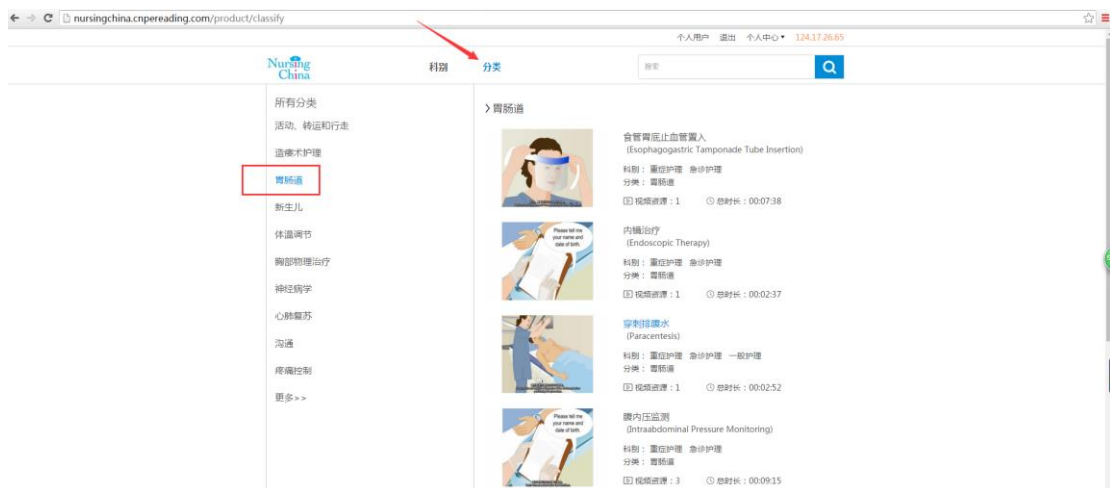 nursingchina.cnpereading.com/product/classify
个人用户 退出 个人中心▼ 124.17.26.65
Nursing
China
科别 分类 搜索
所有分类
活动、转运和行走
造瘘术护理
胃肠道
新生儿
体温调节
胸部物理治疗
神经病学
心肺复苏
沟通
疼痛控制
更多>>
>胃肠道
食管胃底止血管置入
(Esophagogastric Tamponade Tube Insertion)
科别： 重症护理 急诊护理
分类： 胃肠道
视频资源：1 总时长：00:07:38
Please tell me
your name and
date of birth.
内镜治疗
(Endoscopic Therapy)
科别： 重症护理 急诊护理
分类： 胃肠道
视频资源：1 总时长：00:02:37
穿刺排腹水
(Paracentesis)
科别： 重症护理 急诊护理 一般护理
分类： 胃肠道
视频资源：1 总时长：00:02:52
Please tell me
your name and
date of birth.
腹内压监测
(Intraabdominal Pressure Monitoring)
科别： 重症护理 急诊护理
分类： 胃肠道
视频资源：3 总时长：00:09:15